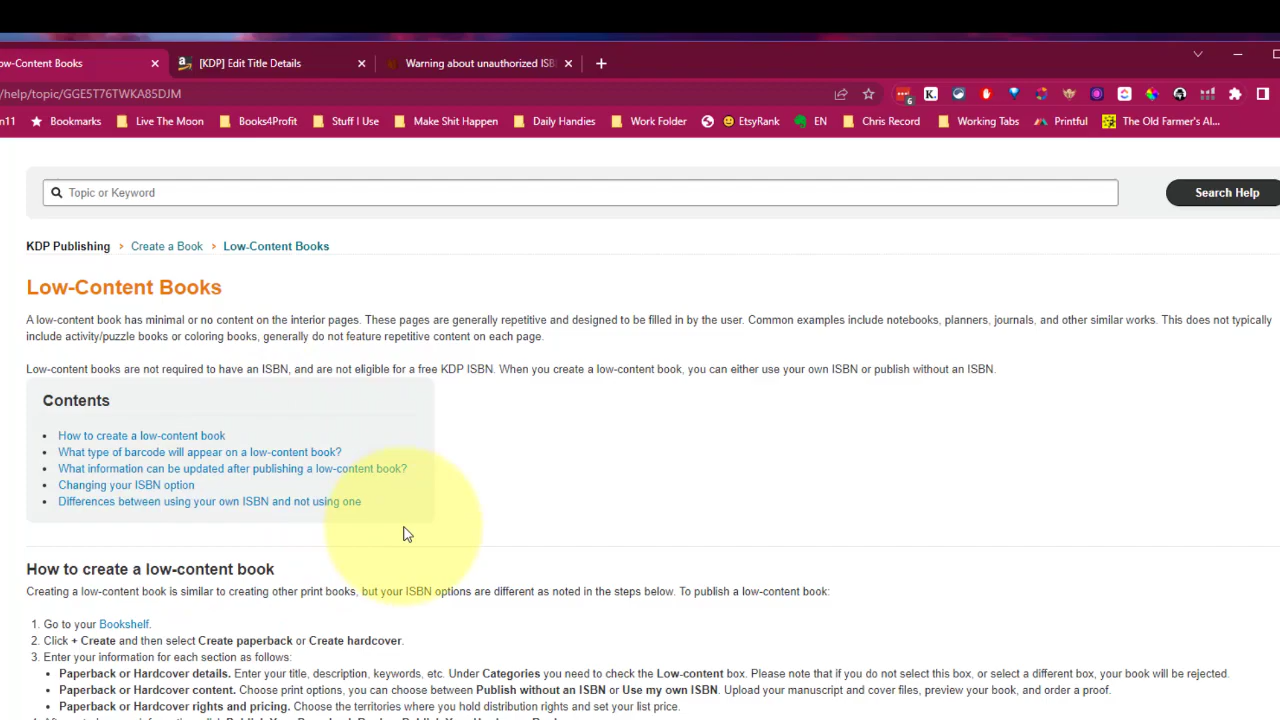 ow-Content Books
[KDP] Edit Title Details
Warning about unauthorized ISB
/help/topic/GGE5T76TWKA85DJM
6
K.
n11
Bookmarks
Live The Moon
Books4Profit
Stuff I Use
Make Shit Happen
Daily Handies
Work Folder
EtsyRank
EN
Chris Record
Working Tabs
Printful
The Old Farmer's Al...
Topic or Keyword
Search Help
KDP Publishing › Create a Book › Low-Content Books
Low-Content Books
A low-content book has minimal or no content on the interior pages. These pages are generally repetitive and designed to be filled in by the user. Common examples include notebooks, planners, journals, and other similar works. This does not typically
include activity/puzzle books or coloring books, generally do not feature repetitive content on each page.
Low-content books are not required to have an ISBN, and are not eligible for a free KDP ISBN. When you create a low-content book, you can either use your own ISBN or publish without an ISBN.
Contents
• How to create a low-content book
• What type of barcode will appear on a low-content book?
• What information can be updated after publishing a low-content book?
• Changing your ISBN option
• Differences between using your own ISBN and not using one
How to create a low-content book
Creating a low-content book is similar to creating other print books, but your ISBN options are different as noted in the steps below. To publish a low-content book:
1. Go to your Bookshelf.
2. Click + Create and then select Create paperback or Create hardcover.
3. Enter your information for each section as follows:
• Paperback or Hardcover details. Enter your title, description, keywords, etc. Under Categories you need to check the Low-content box. Please note that if you do not select this box, or select a different box, your book will be rejected.
• Paperback or Hardcover content. Choose print options, you can choose between Publish without an ISBN or Use my own ISBN. Upload your manuscript and cover files, preview your book, and order a proof.
• Paperback or Hardcover rights and pricing. Choose the territories where you hold distribution rights and set your list price.